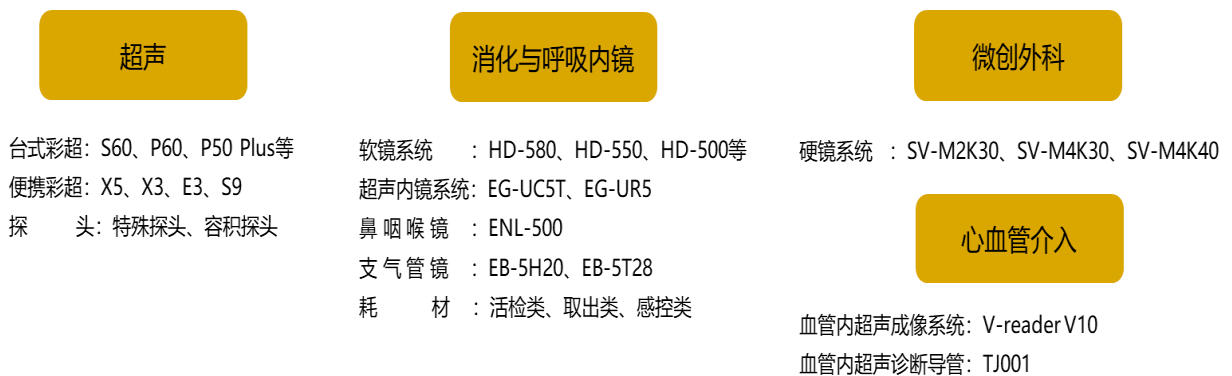 超声
台式彩超：S60、P60、P50 Plus等
便携彩超：X5、X3、E3、S9
探 头：特殊探头、容积探头
消化与呼吸内镜
软镜系统 ：HD-580、HD-550、HD-500等
超声内镜系统：EG-UC5T、EG-UR5
鼻咽喉镜 ：ENL-500
支气管镜 ：EB-5H20、EB-5T28
耗 材 ：活检类、取出类、感控类
微创外科
硬镜系统 ：SV-M2K30、SV-M4K30、SV-M4K40
心血管介入
血管内超声成像系统：V-reader V10
血管内超声诊断导管：TJ001